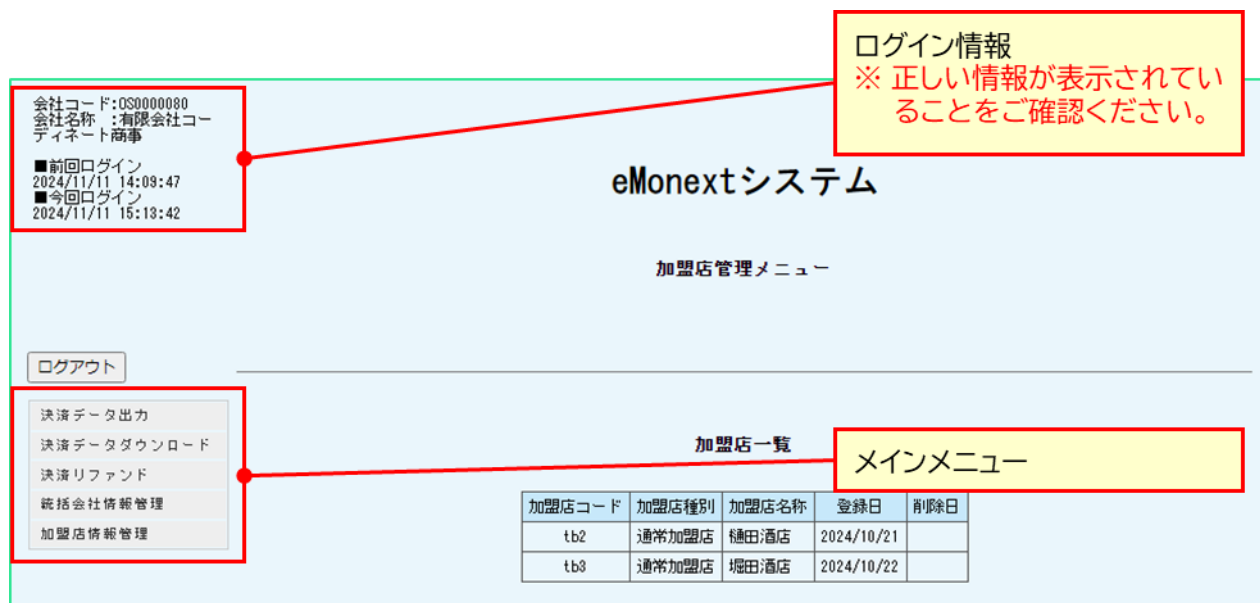 ログイン情報
※ 正しい情報が表示されてい
ることをご確認ください。
会社コード:OS0000080
会社名称 :有限会社コー
ディネート商事
■前回ログイン
2024/11/11 14:09:47
■今回ログイン
2024/11/11 15:13:42
eMonextシステム
加盟店管理メニュー
ログアウト
決済データ出力
決済データダウンロード
決済リファンド
統括会社情報管理
加盟店情報管理
加盟店一覧
メインメニュー
加盟店コード 加盟店種別 加盟店名称 登録日 削除日
tb2 通常加盟店 樋田酒店 2024/10/21
tb3 通常加盟店 堀田酒店 2024/10/22